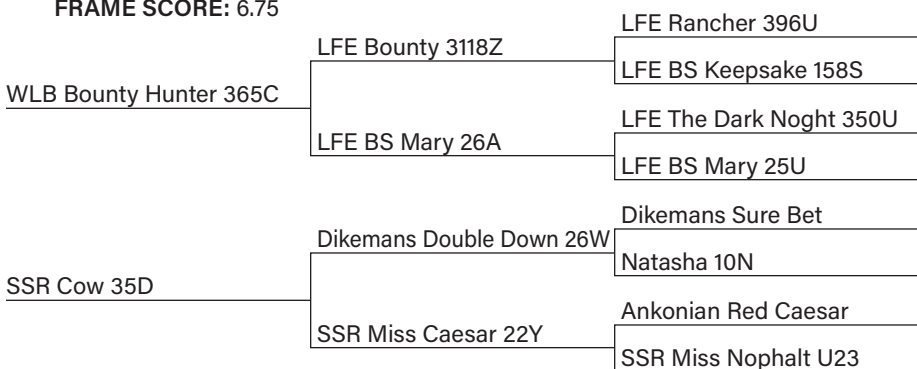 FRAME SCORE: 6.75
LFE Rancher 396U
LFE Bounty 3118Z
LFE BS Keepsake 158S
WLB Bounty Hunter 365C
LFE The Dark Noght 350U
LFE BS Mary 26A
LFE BS Mary 25U
Dikemans Sure Bet
Dikemans Double Down 26W
Natasha 10N
SSR Cow 35D
Ankonian Red Caesar
SSR Miss Caesar 22Y
SSR Miss Nophalt U23